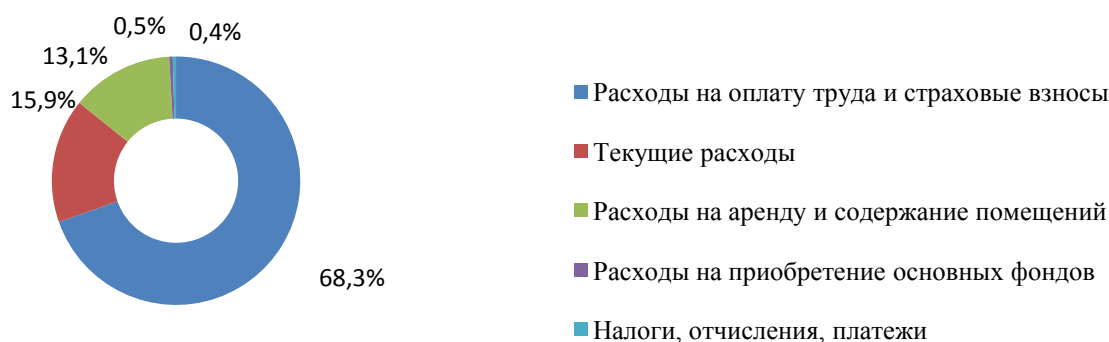 0,5%
0,4%
13,1%
15,9%
68,3%
Расходы на оплату труда и страховые взносы
Текущие расходы
Расходы на аренду и содержание помещений
Расходы на приобретение основных фондов
Налоги, отчисления, платежи